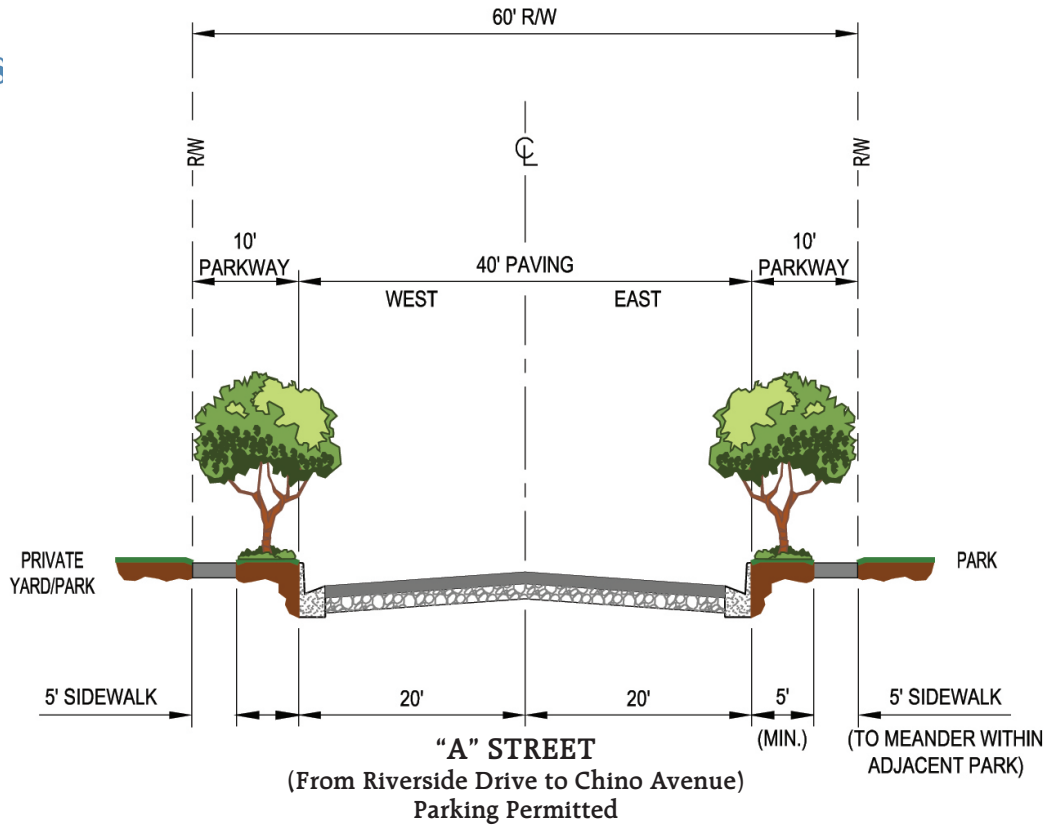 60' R/W
R/W
℄
R/W
10'
PARKWAY
40' PAVING
10'
PARKWAY
WEST
EAST
PRIVATE
YARD/PARK
PARK
5' SIDEWALK
20'
20'
5'
(MIN.)
5' SIDEWALK
(TO MEANDER WITHIN
ADJACENT PARK)
“A” STREET
(From Riverside Drive to Chino Avenue)
Parking Permitted